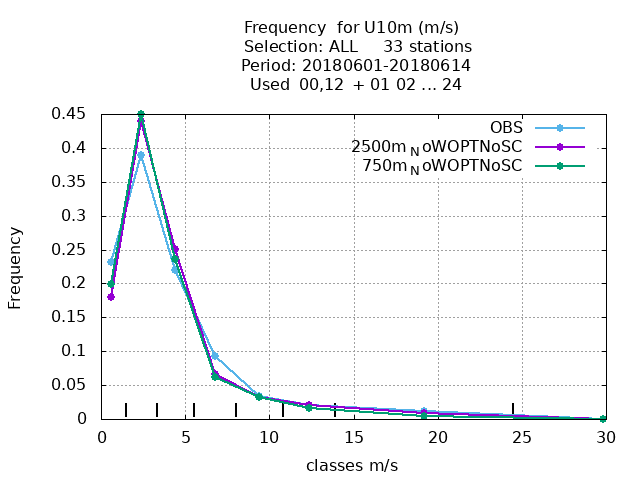 Frequency  for U10m (m/s)
Selection: ALL     33 stations
Period: 20180601-20180614
Used  00,12  + 01 02 ... 24
OBS
2500m_NoWOPTNoSC
750m_NoWOPTNoSC
0.45
0.4
0.35
0.3
0.25
0.2
0.15
0.1
0.05
0
Frequency
0 5 10 15 20 25 30
classes m/s